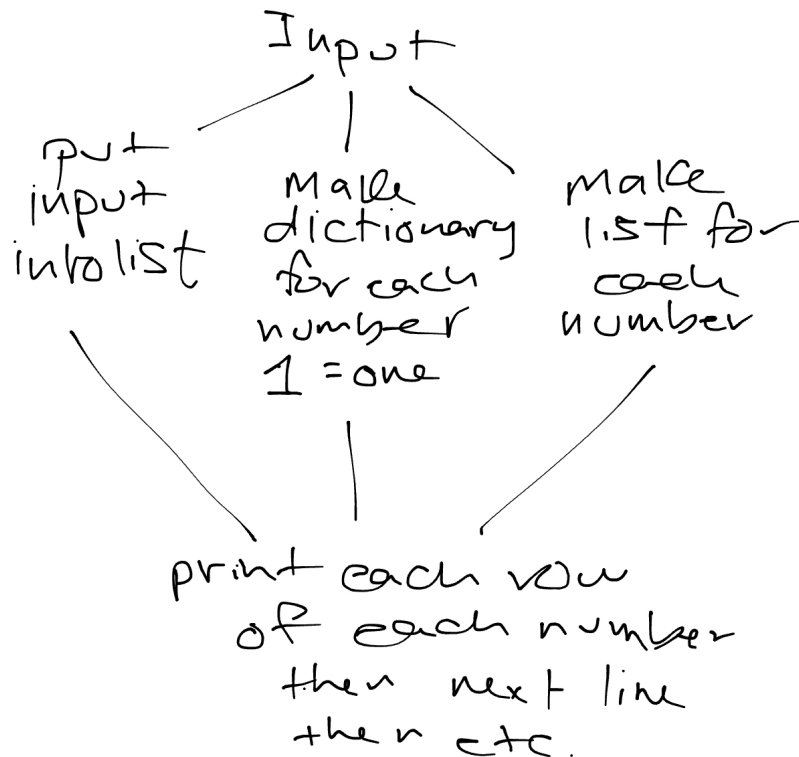 Input
put
input
into list
Make
dictionary
for each
number
1 = one
make
list for
each
number
print each row
of each number
then next line
then etc.